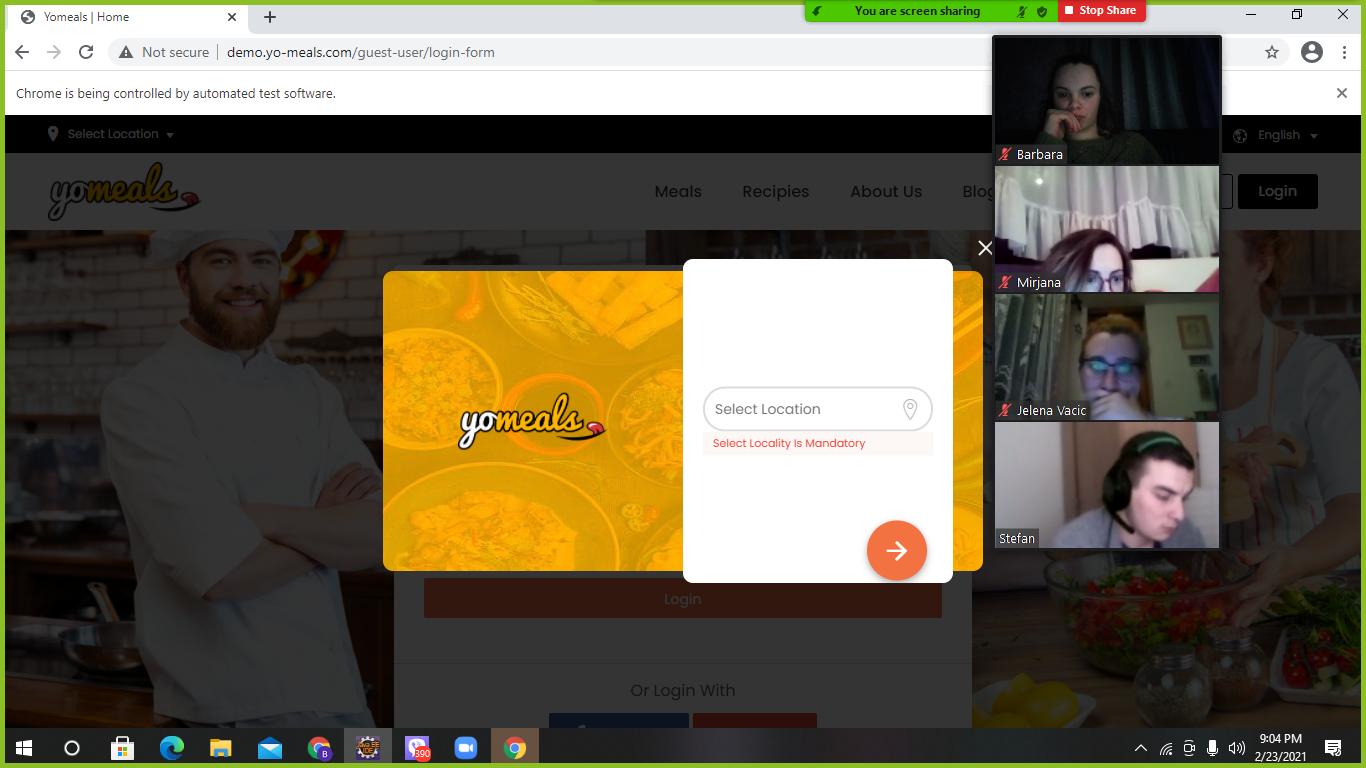 Yomeals | Home
You are screen sharing
Stop Share
Not secure
demo.yo-meals.com/guest-user/login-form
Chrome is being controlled by automated test software.
Select Location
English
yomeals
Meals
Recipies
About Us
Blog
Login
Barbara
Mirjana
Jelena Vacic
Stefan
yomeals
Select Location
Select Locality Is Mandatory
Login
Or Login With
B
Java EE
IDE
390
9:04 PM
2/23/2021